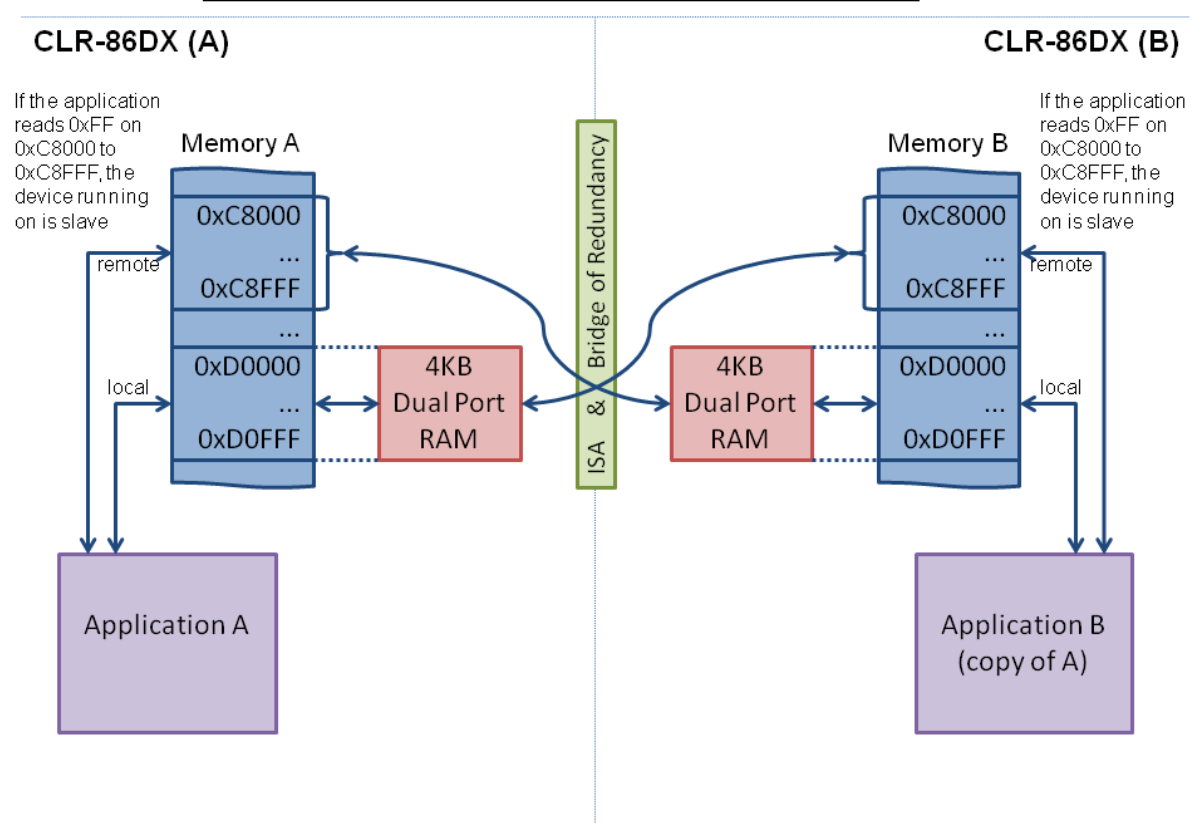 CLR-86DX (A)
CLR-86DX (B)
If the application
reads 0xFF on
0xC8000 to
0xC8FFF, the
device running
on is slave
Memory A
0xC8000
...
0xC8FFF
...
0xD0000
...
0xD0FFF
remote
local
4KB
Dual Port
RAM
ISA & Bridge of Redundancy
4KB
Dual Port
RAM
Memory B
0xC8000
...
0xC8FFF
...
0xD0000
...
0xD0FFF
If the application
reads 0xFF on
0xC8000 to
0xC8FFF, the
device running
on is slave
remote
local
Application A
Application B
(copy of A)